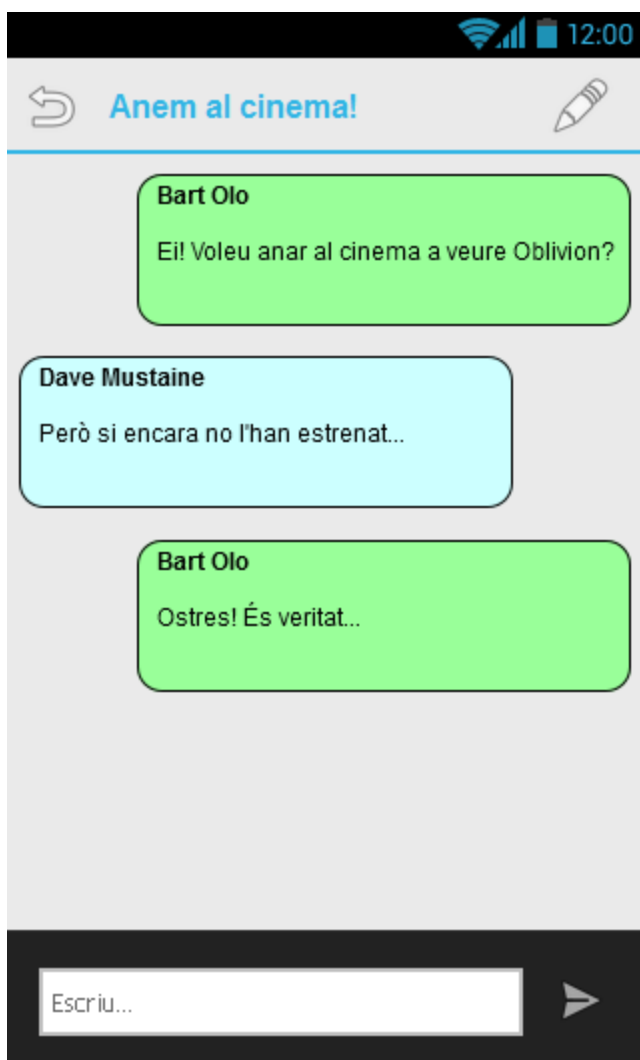 12:00
Anem al cinema!
Bart Olo
Ei! Voleu anar al cinema a veure Oblivion?
Dave Mustaine
Però si encara no l'han estrenat...
Bart Olo
Ostres! És veritat...
Escriu...